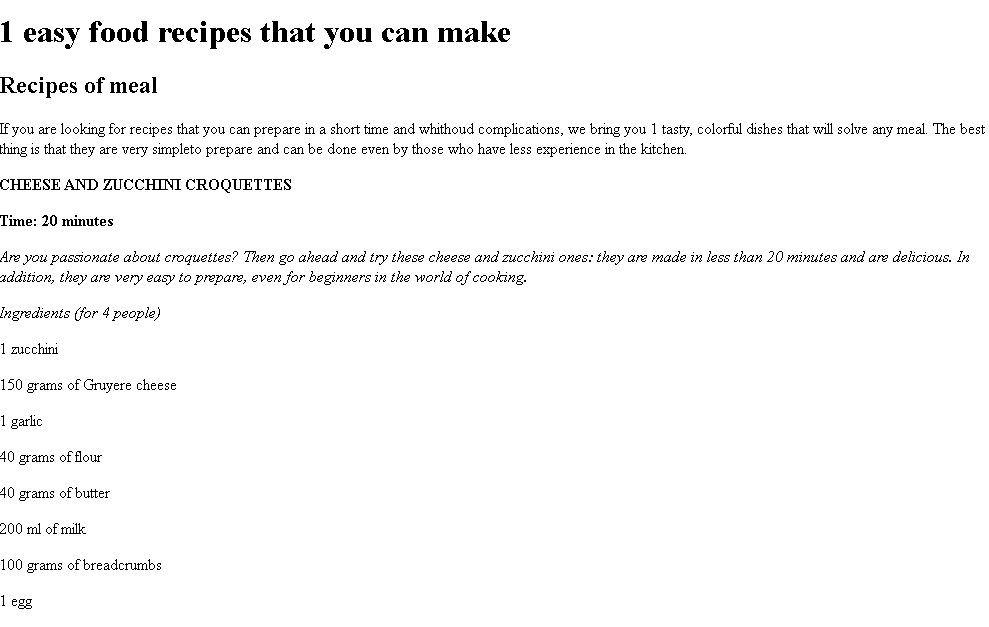 1 easy food recipes that you can make
Recipes of meal
If you are looking for recipes that you can prepare in a short time and whithoud complications, we bring you 1 tasty, colorful dishes that will solve any meal. The best
thing is that they are very simpleto prepare and can be done even by those who have less experience in the kitchen.
CHEESE AND ZUCCHINI CROQUETTES
Time: 20 minutes
Are you passionate about croquettes? Then go ahead and try these cheese and zucchini ones: they are made in less than 20 minutes and are delicious. In
addition, they are very easy to prepare, even for beginners in the world of cooking.
Ingredients (for 4 people)
1 zucchini
150 grams of Gruyere cheese
1 garlic
40 grams of flour
40 grams of butter
200 ml of milk
100 grams of breadcrumbs
1 egg